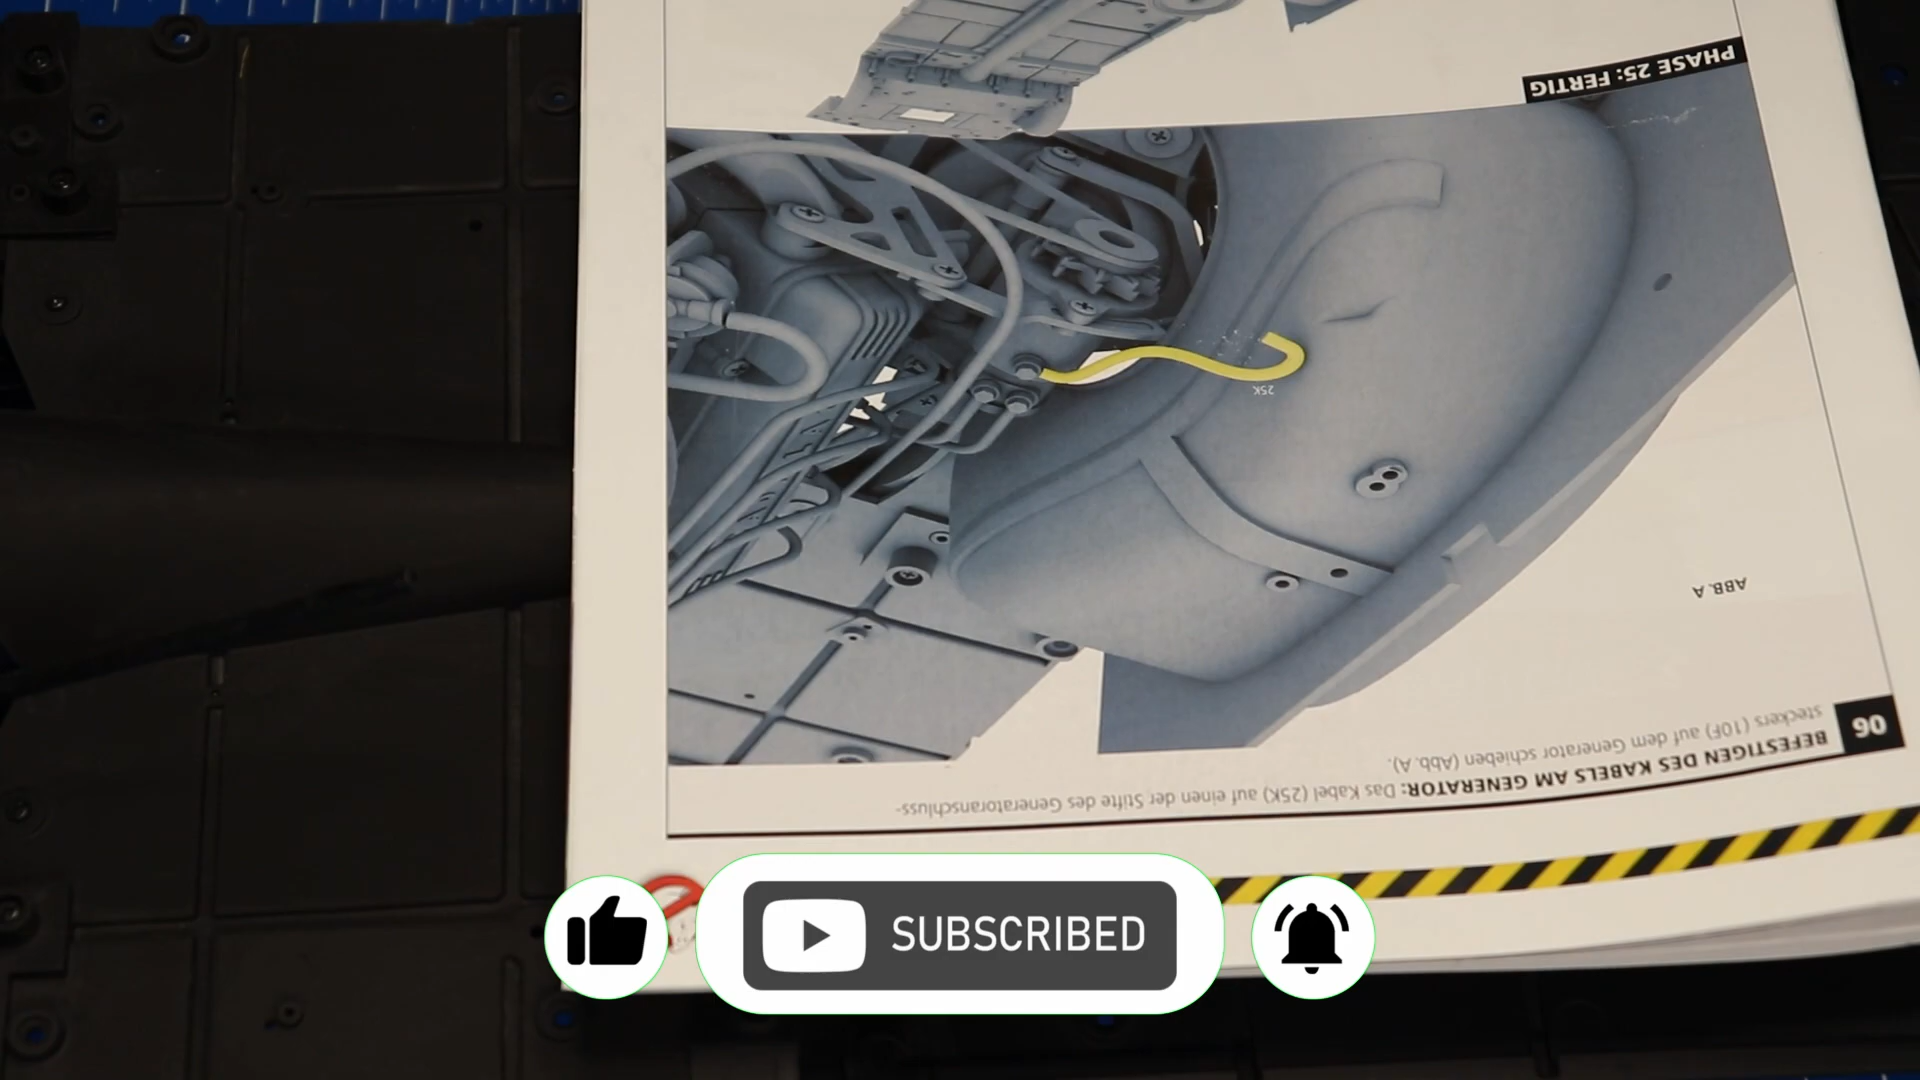 06
BEFESTIGEN DES KABELS AM GENERATOR: Das Kabel (25K) auf einen der Stifte des Generatoranschluss-
steckers (10F) auf dem Generator schieben (Abb. A).
ABB. A
25K
PHASE 25: FERTIG
SUBSCRIBED